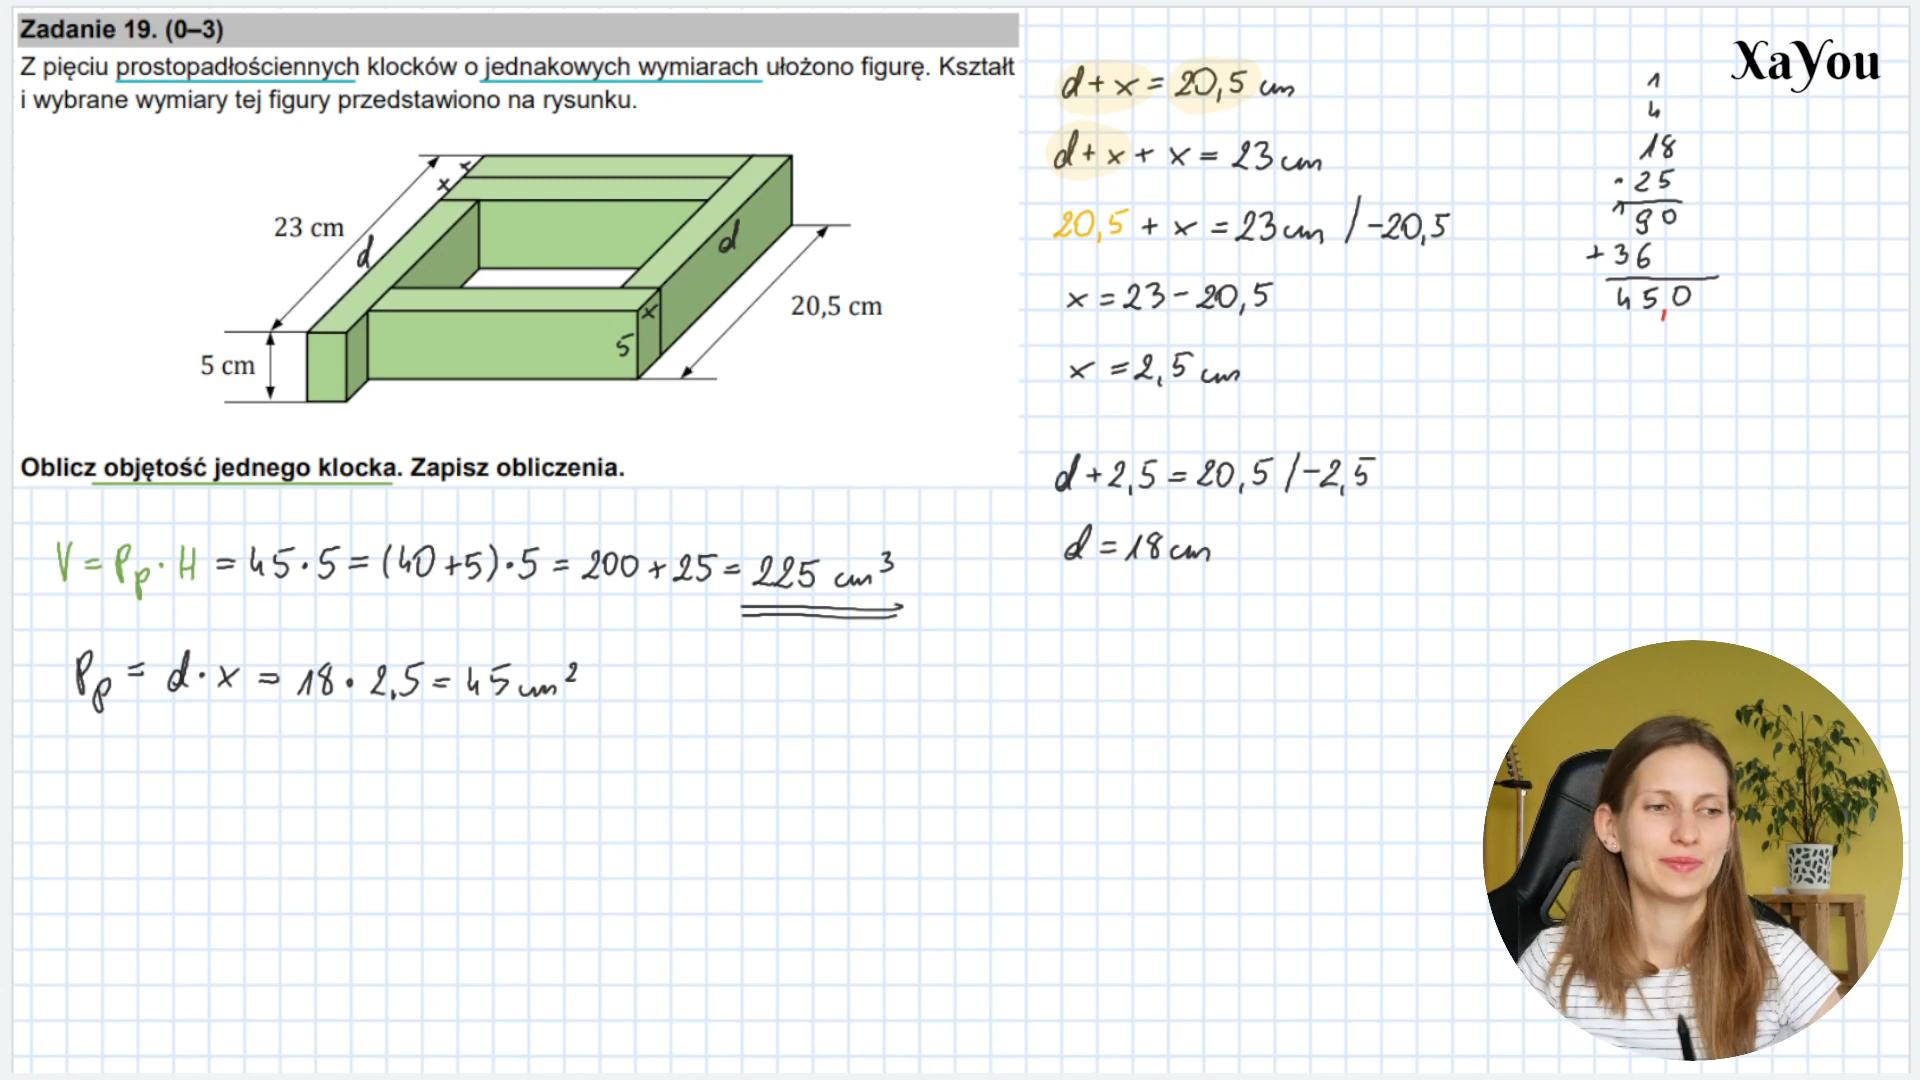 Zadanie 19. (0–3)
Z pięciu prostopadłościennych klocków o jednakowych wymiarach ułożono figurę. Kształt
i wybrane wymiary tej figury przedstawiono na rysunku.
x
x
23 cm
d
d
20,5 cm
x
5
5 cm
Oblicz objętość jednego klocka. Zapisz obliczenia.
V = Pp · H = 45 · 5 = (40 + 5) · 5 = 200 + 25 = 225 cm³
Pp = d · x = 18 · 2,5 = 45 cm²
d + x = 20,5 cm
d + x + x = 23 cm
20,5 + x = 23 cm / -20,5
x = 23 - 20,5
x = 2,5 cm
d + 2,5 = 20,5 / -2,5
d = 18 cm
1
4
18
· 25
1 90
+ 36
45,0
XaYou